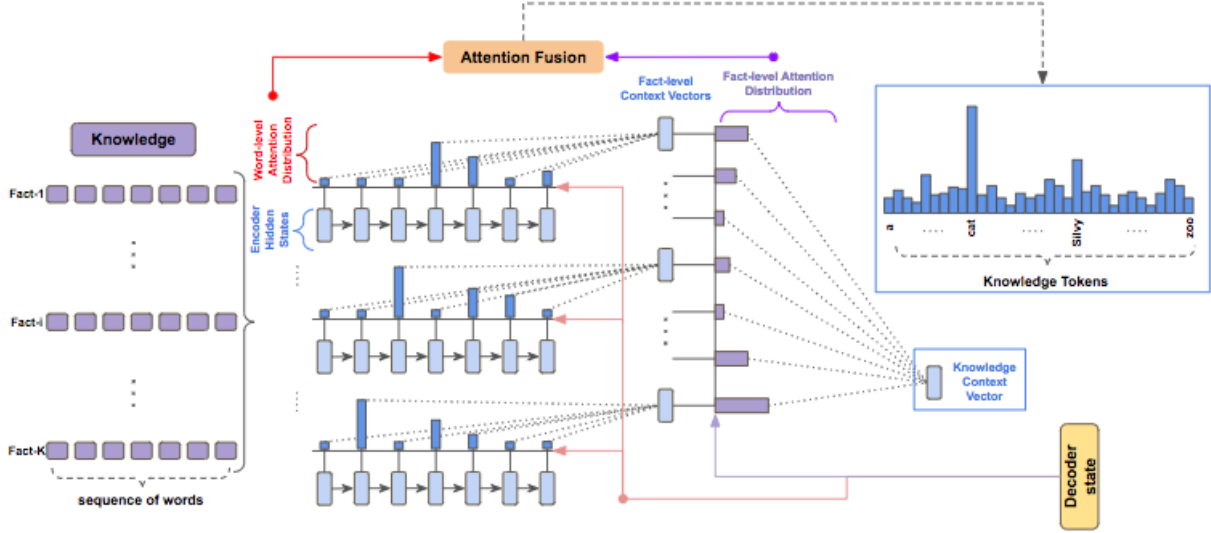 Attention Fusion
Fact-level
Context Vectors
Fact-level Attention
Distribution
Word-level
Attention
Distribution
Knowledge
Fact-1
Encoder
Hidden
States
Fact-i
Fact-K
sequence of words
a
....
cat
....
Silvy
....
zoo
Knowledge Tokens
Knowledge
Context
Vector
Decoder
state